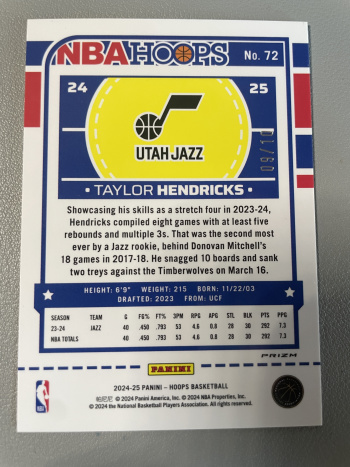 NBA HOOPS
No. 72
24 25
UTAH JAZZ
09/10
• TAYLOR HENDRICKS •
Showcasing his skills as a stretch four in 2023-24,
Hendricks compiled eight games with at least five
rebounds and multiple 3s. That was the second most
ever by a Jazz rookie, behind Donovan Mitchell's
18 games in 2017-18. He snagged 10 boards and sank
two treys against the Timberwolves on March 16.
HEIGHT: 6'9" WEIGHT: 215 BORN: 11/22/03
DRAFTED: 2023 FROM: UCF
SEASON TEAM G FG% FT% 3PM RPG APG STL BLK PTS PPG
23-24 JAZZ 40 .450 .793 53 4.6 0.8 28 30 292 7.3
NBA TOTALS 40 .450 .793 53 4.6 0.8 28 30 292 7.3
PANINI
PRIZM
2024-25 PANINI – HOOPS BASKETBALL
帕尼尼 © 2024 Panini America, Inc. © 2024 NBA Properties, Inc.
© 2024 the National Basketball Players Association. All rights reserved.
NBA